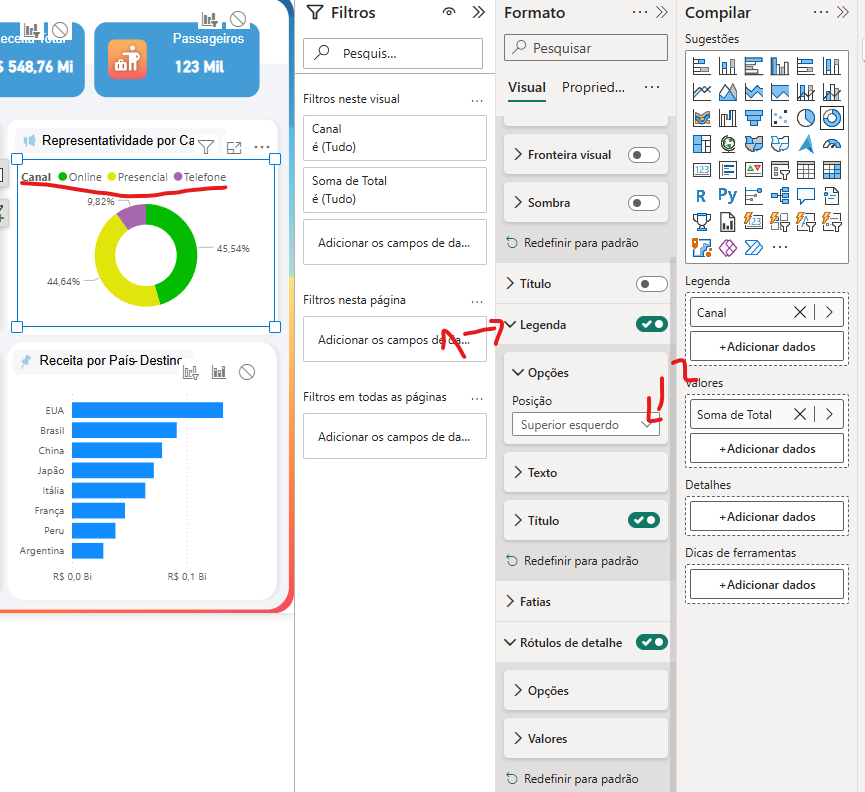 Receita Total
$ 548,76 Mi
Passageiros
123 Mil
Representatividade por Ca
Canal Online Presencial Telefone
9,82%
45,54%
44,64%
Receita por País-Destino
EUA
Brasil
China
Japão
Itália
França
Peru
Argentina
R$ 0,0 Bi R$ 0,1 Bi
Filtros
Pesquis...
Filtros neste visual ...
Canal
é (Tudo)
Soma de Total
é (Tudo)
Adicionar os campos de da...
Filtros nesta página ...
Adicionar os campos de da...
Filtros em todas as páginas ...
Adicionar os campos de da...
Formato ...
Pesquisar
Visual Propried... ...
Fronteira visual
Sombra
Redefinir para padrão
Título
Legenda
Opções
Posição
Superior esquerdo
Texto
Título
Redefinir para padrão
Fatias
Rótulos de detalhe
Opções
Valores
Redefinir para padrão
Compilar ...
Sugestões
123
R Py
123
...
Legenda
Canal
+Adicionar dados
Valores
Soma de Total
+Adicionar dados
Detalhes
+Adicionar dados
Dicas de ferramentas
+Adicionar dados